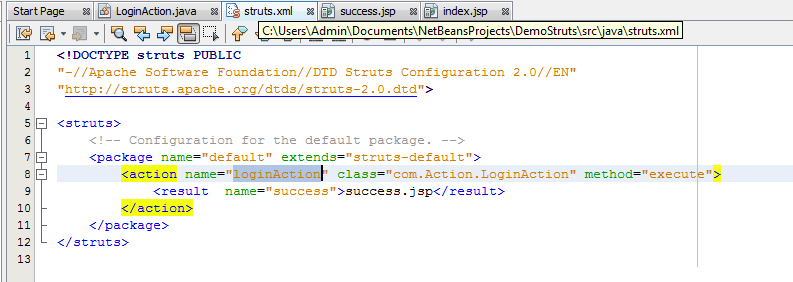 Start Page LoginAction.java struts.xml success.jsp index.jsp
C:\Users\Admin\Documents\NetBeansProjects\DemoStruts\src\java\struts.xml
1 <!DOCTYPE struts PUBLIC
2 "-//Apache Software Foundation//DTD Struts Configuration 2.0//EN"
3 "http://struts.apache.org/dtds/struts-2.0.dtd">
4
5 <struts>
6 <!-- Configuration for the default package. -->
7 <package name="default" extends="struts-default">
8 <action name="loginAction" class="com.Action.LoginAction" method="execute">
9 <result  name="success">success.jsp</result>
10 </action>
11 </package>
12 </struts>
13